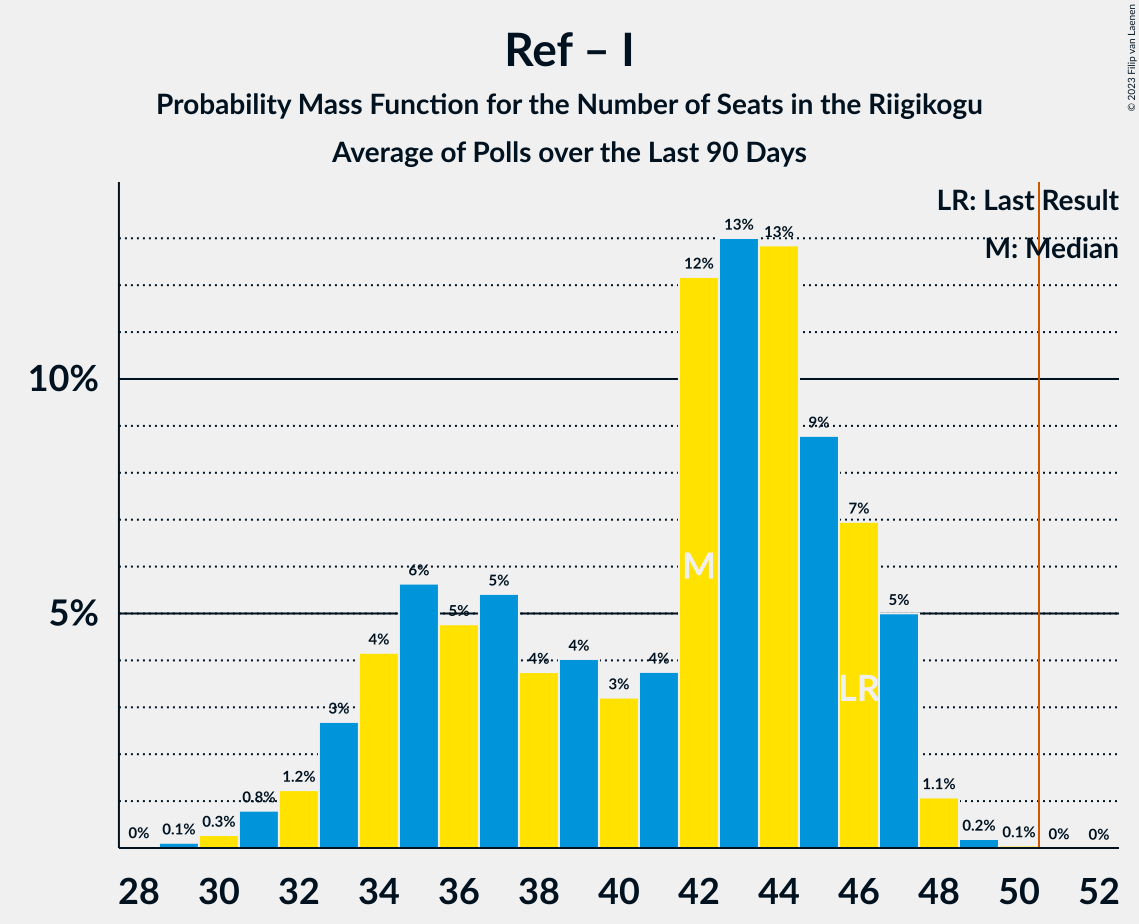 Ref – I
Probability Mass Function for the Number of Seats in the Riigikogu
Average of Polls over the Last 90 Days
© 2023 Filip van Laenen
LR: Last Result
M: Median
10%
5%
0% 0.1% 0.3% 0.8% 1.2% 3% 4% 6% 5% 5% 4% 4% 3% 4% 12% 13% 13% 9% 7% 5% 1.1% 0.2% 0.1% 0% 0%
M
LR
28 30 32 34 36 38 40 42 44 46 48 50 52